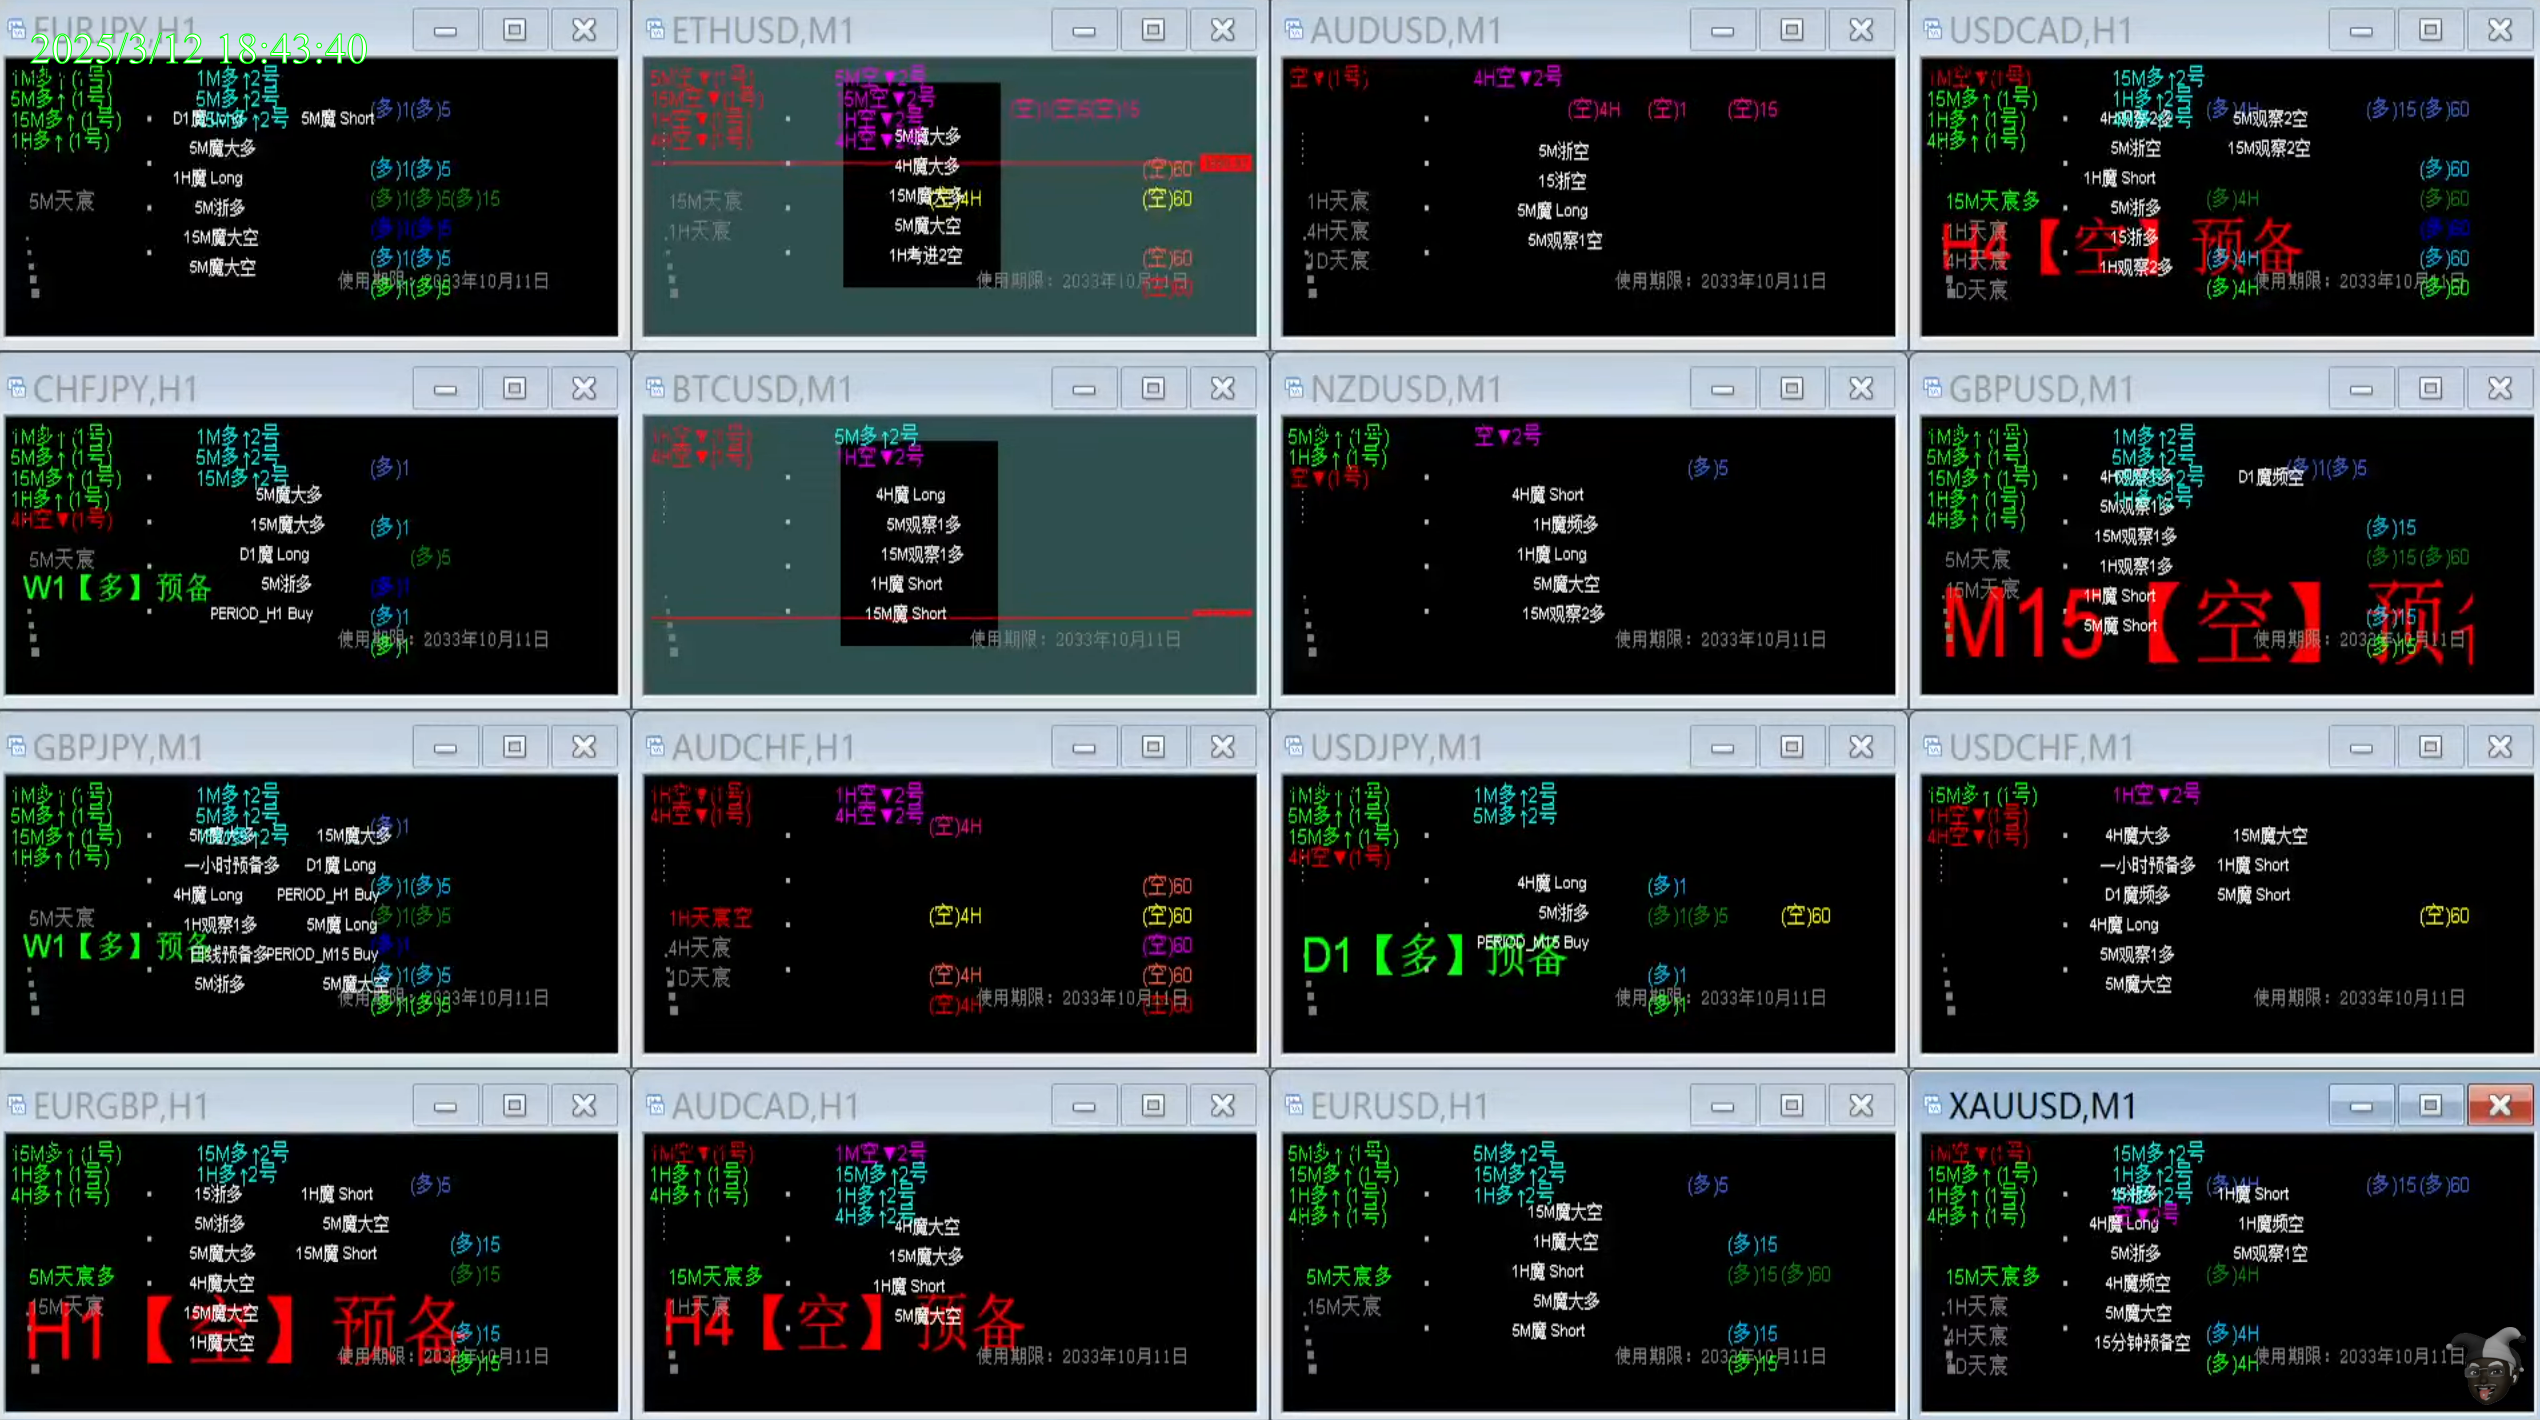 2025/3/12 18:43:40
EURJPY,H1
1M多↑(1号) 1M多↑2号
5M多↑(1号) 5M多↑2号 (多)1(多)5
15M多↑(1号) 15M多↑2号 5M魔 Short
1H多↑(1号) 5M魔大多
1H魔 Long (多)1(多)5
5M天宸 5M浙多 (多)1(多)5(多)15
15M魔大空 (多)1(多)5
5M魔大空 (多)1(多)5
使用期限：2033年10月11日
(多)1(多)5
ETHUSD,M1
5M空▼(1号) 5M空▼2号
15M空▼(1号) 15M空▼2号 (空)1(空)5(空)15
1H空▼(1号) 1H空▼2号
4H空▼(1号) 4H空▼2号 5M魔大多
4H魔大多 (空)60
15M天宸 15M魔大多 (空)4H (空)60
1H天宸 5M魔大空
1H考进2空 (空)60
使用期限：2033年10月11日
(空)60
AUDUSD,M1
空▼(1号) 4H空▼2号
(空)4H (空)1 (空)15
5M浙空
15浙空
1H天宸 5M魔 Long
4H天宸 5M观察1空
1D天宸
使用期限：2033年10月11日
USDCAD,H1
1M空▼(1号) 15M多↑2号
15M多↑(1号) 1H多↑2号 (多)4H (多)15(多)60
1H多↑(1号) 4H观察2多 5M观察2空
4H多↑(1号) 5M浙空 15M观察2空
1H魔 Short (多)60
15M天宸多 5M浙多 (多)4H (多)60
1H天宸 15浙多 (多)60
H4【空】预备
4H天宸 1H观察2多 (多)4H (多)60
1D天宸 (多)4H (多)60
使用期限：2033年10月11日
CHFJPY,H1
1M多↑(1号) 1M多↑2号
5M多↑(1号) 5M多↑2号 (多)1
15M多↑(1号) 15M多↑2号
1H多↑(1号) 5M魔大多
4H空▼(1号) 15M魔大多 (多)1
5M天宸 D1魔 Long (多)5
W1【多】预备 5M浙多 (多)1
PERIOD_H1 Buy (多)1
使用期限：2033年10月11日
(多)1
BTCUSD,M1
1H空▼(1号) 5M多↑2号
4H空▼(1号) 1H空▼2号
4H魔 Long
5M观察1多
15M观察1多
1H魔 Short
15M魔 Short
使用期限：2033年10月11日
NZDUSD,M1
5M多↑(1号) 空▼2号
1H多↑(1号) (多)5
空▼(1号)
4H魔 Short
1H魔频多
1H魔 Long
5M魔大空
15M观察2多
使用期限：2033年10月11日
GBPUSD,M1
1M多↑(1号) 1M多↑2号
5M多↑(1号) 5M多↑2号 (多)1(多)5
15M多↑(1号) D1魔频空
1H多↑(1号) 1H多↑2号
4H多↑(1号) 5M观察1多
15M观察1多 (多)15
5M天宸 1H观察1多 (多)15(多)60
15M天宸 1H魔 Short
M15【空】预备
5M魔 Short (多)15
使用期限：2033年10月11日
(多)15
GBPJPY,M1
1M多↑(1号) 1M多↑2号
5M多↑(1号) 5M多↑2号 (多)1
15M多↑(1号) 5M魔大多 15M魔大多
1H多↑(1号) 一小时预备多 D1魔 Long
4H魔 Long PERIOD_H1 Buy (多)1(多)5
5M天宸 1H观察1多 5M魔 Long (多)1(多)5
W1【多】预备 日线预备多 PERIOD_M15 Buy (多)1
5M浙多 5M魔大空 (多)1(多)5
使用期限：2033年10月11日
(多)1(多)5
AUDCHF,H1
1H空▼(1号) 1H空▼2号
4H空▼(1号) 4H空▼2号
(空)4H
(空)60
1H天宸空 (空)4H (空)60
4H天宸 (空)60
1D天宸 (空)4H (空)60
(空)4H 使用期限：2033年10月11日 (空)60
USDJPY,M1
1M多↑(1号) 1M多↑2号
5M多↑(1号) 5M多↑2号
15M多↑(1号)
4H空▼(1号)
4H魔 Long (多)1
5M浙多 (多)1(多)5 (空)60
D1【多】预备 PERIOD_M15 Buy
(多)1
使用期限：2033年10月11日
(多)1
USDCHF,M1
15M多↑(1号) 1H空▼2号
1H空▼(1号)
4H空▼(1号) 4H魔大多 15M魔大空
一小时预备多 1H魔 Short
D1魔频多 5M魔 Short
4H魔 Long (空)60
5M观察1多
5M魔大空
使用期限：2033年10月11日
EURGBP,H1
15M多↑(1号) 15M多↑2号
1H多↑(1号) 1H多↑2号 (多)5
4H多↑(1号) 15浙多 1H魔 Short
5M浙多 5M魔大空
5M魔大多 15M魔 Short (多)15
5M天宸多 4H魔大空 (多)15
15M天宸 15M魔大空
H1【空】预备
1H魔大空 (多)15
使用期限：2033年10月11日
(多)15
AUDCAD,H1
1M空▼(1号) 1M空▼2号
1H多↑(1号) 15M多↑2号
4H多↑(1号) 1H多↑2号
4H多↑2号 4H魔大空
15M魔大多
15M天宸多 1H魔 Short
1H天宸 5M魔大空
H4【空】预备
使用期限：2033年10月11日
EURUSD,H1
5M多↑(1号) 5M多↑2号
15M多↑(1号) 15M多↑2号 (多)5
1H多↑(1号) 1H多↑2号
4H多↑(1号) 15M魔大空
1H魔大空 (多)15
5M天宸多 1H魔 Short (多)15(多)60
15M天宸 5M魔大多
5M魔 Short (多)15
使用期限：2033年10月11日
(多)15
XAUUSD,M1
1M空▼(1号) 15M多↑2号
15M多↑(1号) 1H多↑2号 (多)4H (多)15(多)60
1H多↑(1号) 15浙多 1H魔 Short
4H多↑(1号) 空▼2号
4H魔 Long 1H魔频空
5M浙多 5M观察1空
15M天宸多 4H魔频空 (多)4H
1H天宸 5M魔大空
4H天宸 15分钟预备空 (多)4H
1D天宸 (多)4H
使用期限：2033年10月11日